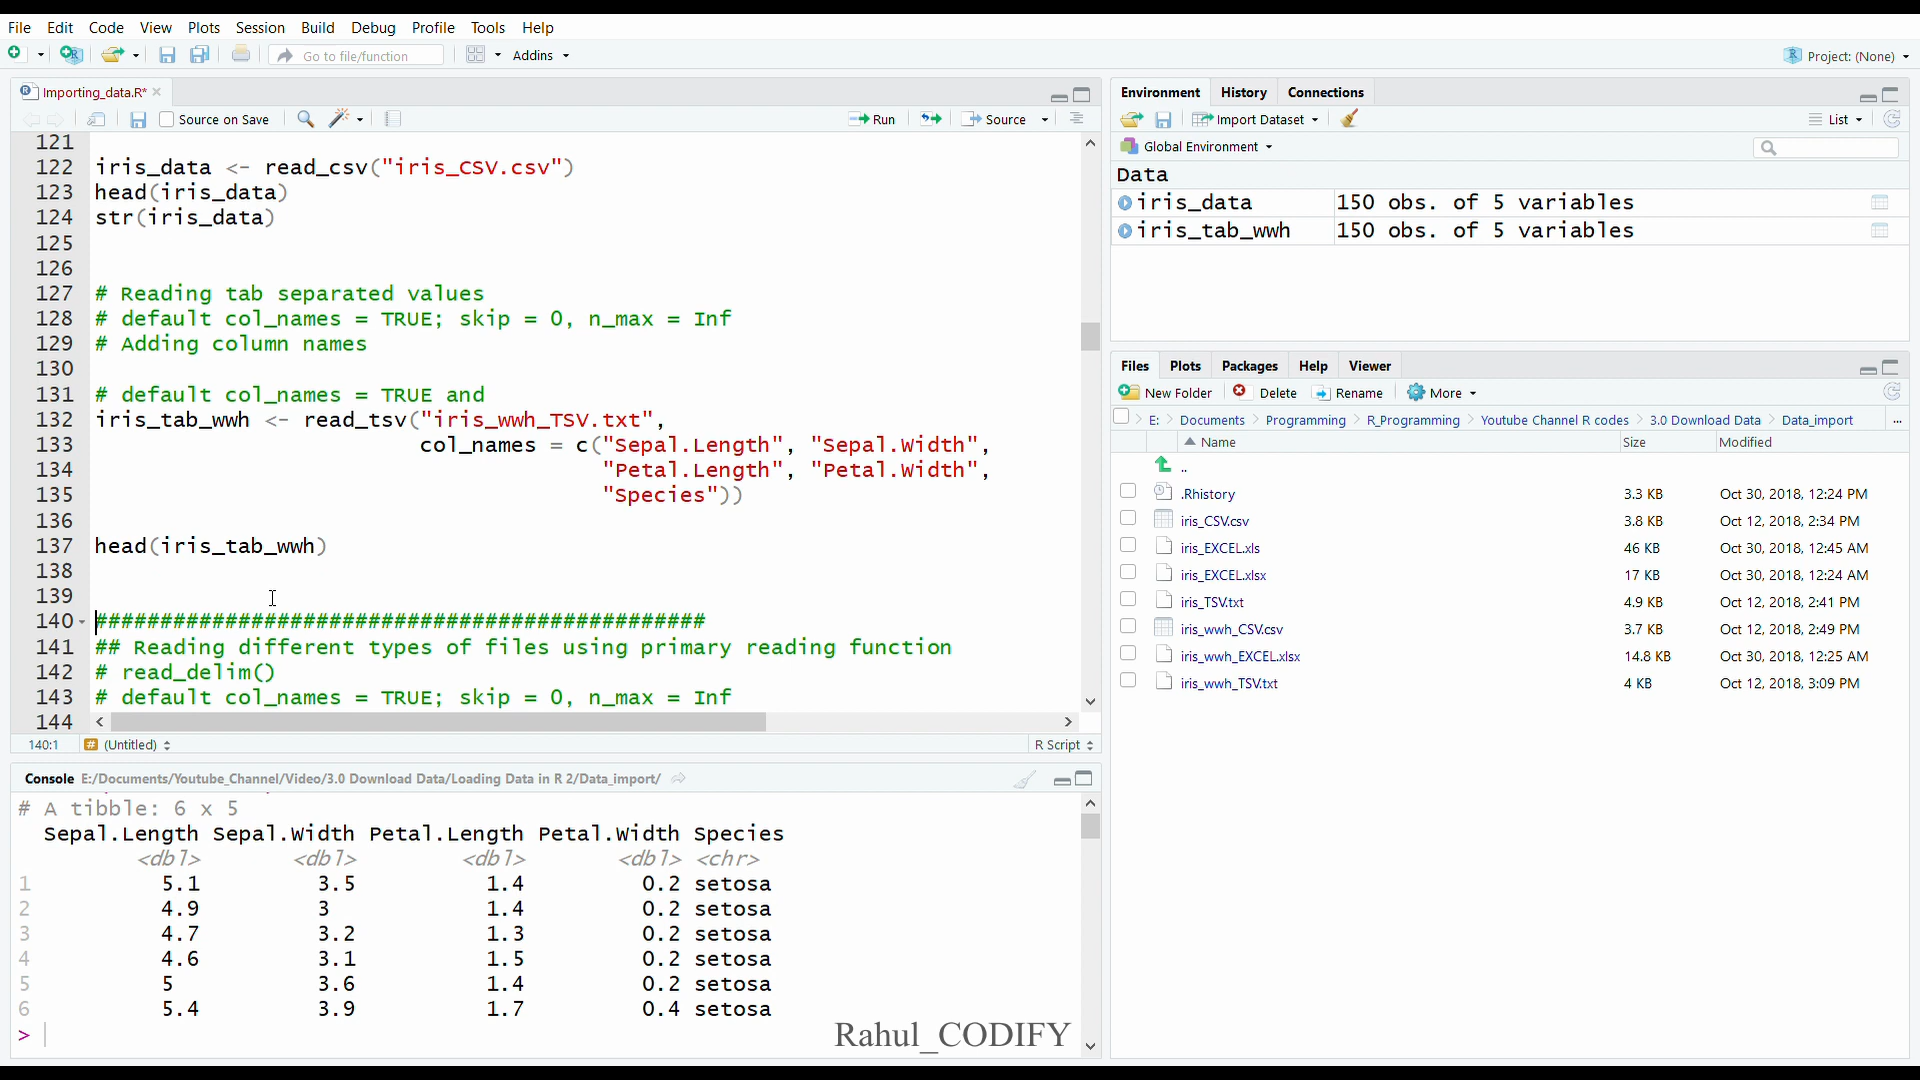 File Edit Code View Plots Session Build Debug Profile Tools Help
Go to file/function Addins Project: (None)
Importing_data.R*
Source on Save Run Source
121
122 iris_data <- read_csv("iris_CSV.csv")
123 head(iris_data)
124 str(iris_data)
125
126
127 # Reading tab separated values
128 # default col_names = TRUE; skip = 0, n_max = Inf
129 # Adding column names
130
131 # default col_names = TRUE and
132 iris_tab_wwh <- read_tsv("iris_wwh_TSV.txt",
133 col_names = c("Sepal.Length", "Sepal.Width",
134 "Petal.Length", "Petal.Width",
135 "Species"))
136
137 head(iris_tab_wwh)
138
139
140 ###############################################
141 ## Reading different types of files using primary reading function
142 # read_delim()
143 # default col_names = TRUE; skip = 0, n_max = Inf
144
140:1 # (Untitled) R Script
Console E:/Documents/Youtube_Channel/Video/3.0 Download Data/Loading Data in R 2/Data_import/
# A tibble: 6 x 5
Sepal.Length Sepal.Width Petal.Length Petal.Width Species
<dbl> <dbl> <dbl> <dbl> <chr>
1 5.1 3.5 1.4 0.2 setosa
2 4.9 3 1.4 0.2 setosa
3 4.7 3.2 1.3 0.2 setosa
4 4.6 3.1 1.5 0.2 setosa
5 5 3.6 1.4 0.2 setosa
6 5.4 3.9 1.7 0.4 setosa
>
Rahul_CODIFY
Environment History Connections
Import Dataset List
Global Environment
Data
iris_data 150 obs. of 5 variables
iris_tab_wwh 150 obs. of 5 variables
Files Plots Packages Help Viewer
New Folder Delete Rename More
E: Documents Programming R_Programming Youtube Channel R codes 3.0 Download Data Data_import ...
Name Size Modified
..
.Rhistory 3.3 KB Oct 30, 2018, 12:24 PM
iris_CSV.csv 3.8 KB Oct 12, 2018, 2:34 PM
iris_EXCEL.xls 46 KB Oct 30, 2018, 12:45 AM
iris_EXCEL.xlsx 17 KB Oct 30, 2018, 12:24 AM
iris_TSV.txt 4.9 KB Oct 12, 2018, 2:41 PM
iris_wwh_CSV.csv 3.7 KB Oct 12, 2018, 2:49 PM
iris_wwh_EXCEL.xlsx 14.8 KB Oct 30, 2018, 12:25 AM
iris_wwh_TSV.txt 4 KB Oct 12, 2018, 3:09 PM